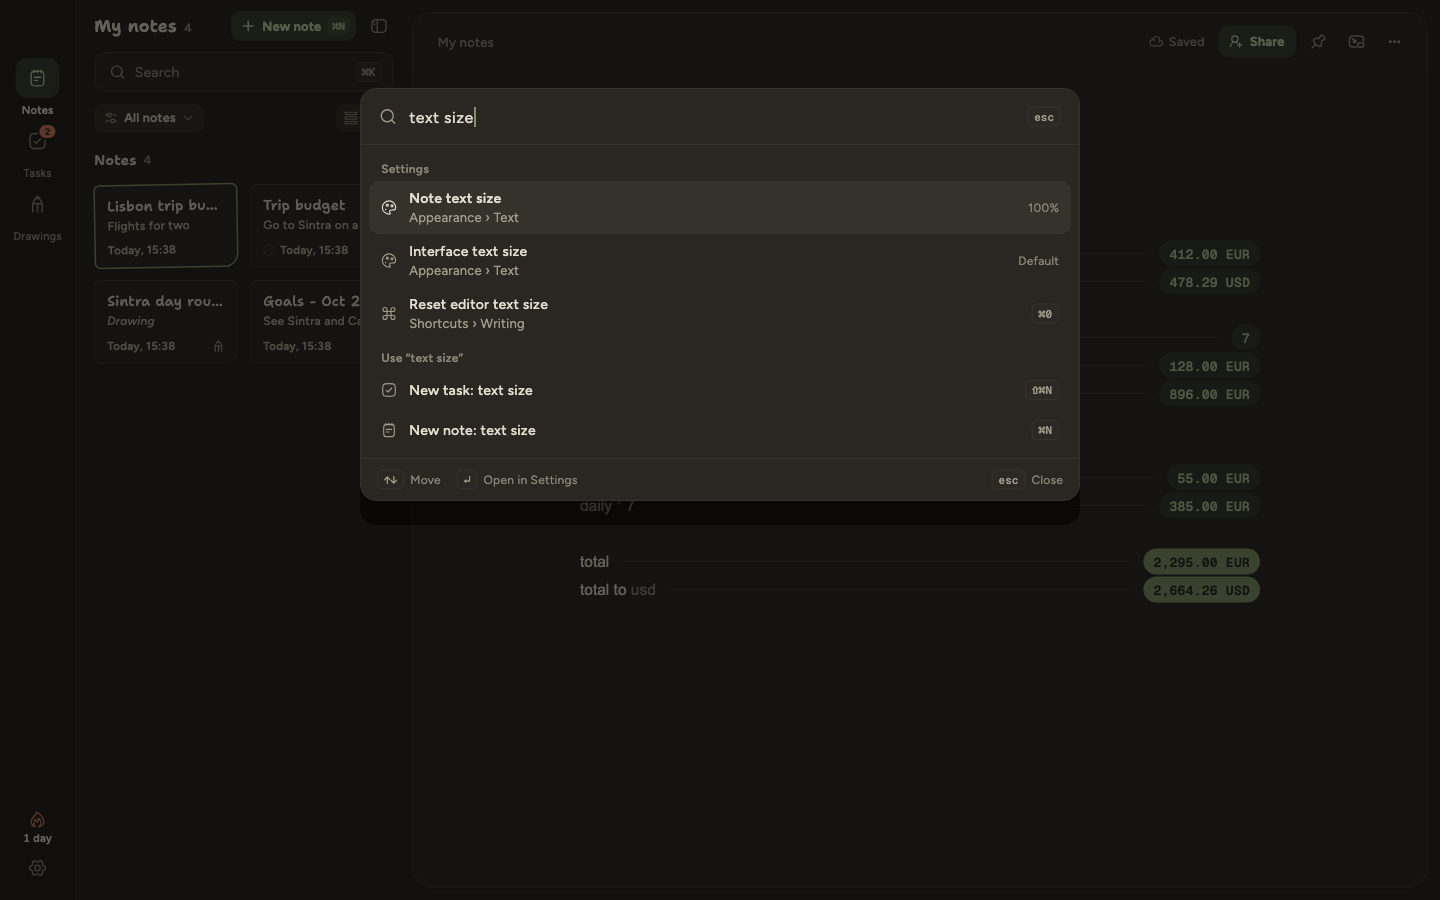 My notes 4
New note ⌘N
Search ⌘K
All notes
Notes
2
Tasks
Drawings
Notes 4
Lisbon trip bu...
Flights for two
Today, 15:38
Trip budget
Go to Sintra on a
Today, 15:38
Sintra day rou...
Drawing
Today, 15:38
Goals - Oct 2
See Sintra and Ca
Today, 15:38
1 day
My notes
Saved
Share
text size
esc
Settings
Note text size
Appearance › Text
100%
Interface text size
Appearance › Text
Default
Reset editor text size
Shortcuts › Writing
⌘0
Use “text size”
New task: text size
⇧⌘N
New note: text size
⌘N
Move
Open in Settings
esc Close
412.00 EUR
478.29 USD
7
128.00 EUR
896.00 EUR
55.00 EUR
daily * 7 385.00 EUR
total 2,295.00 EUR
total to usd 2,664.26 USD